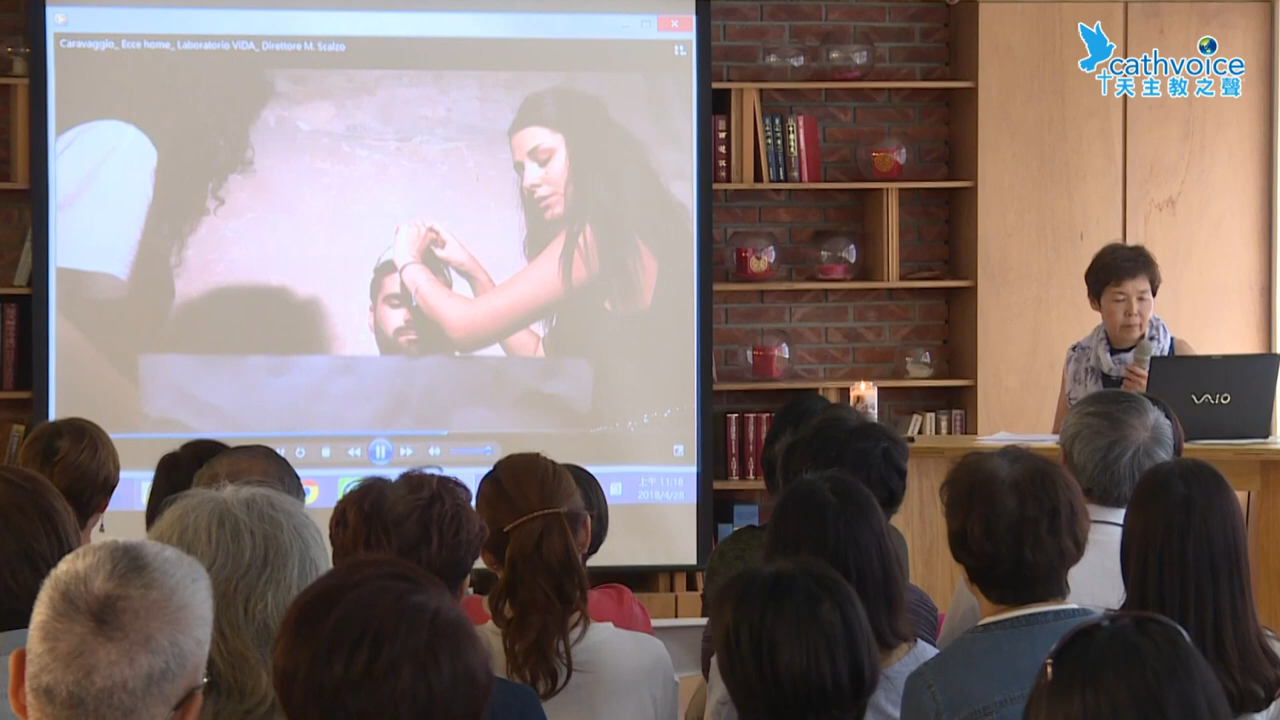 Caravaggio_ Ecce home_ Laboratorio ViDA_ Direttore M. Scalzo
cathvoice
天主教之聲
VAIO
上午 11:18
2018/4/28